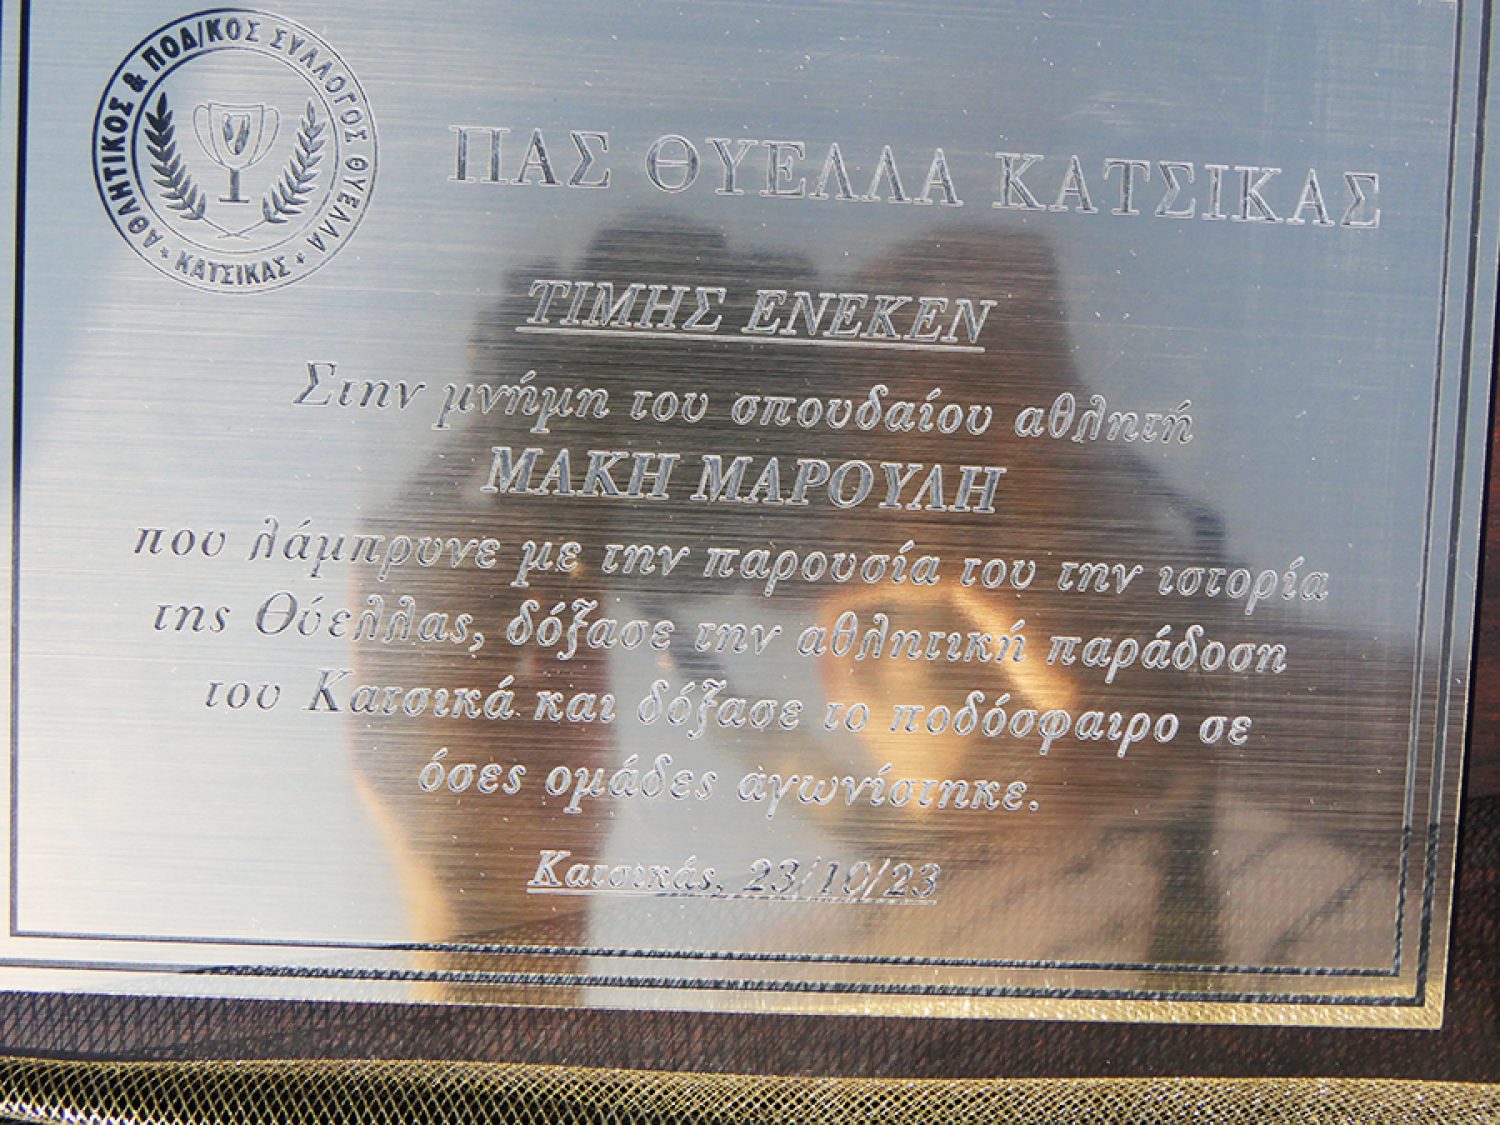 ΑΘΛΗΤΙΚΟΣ & ΠΟΔ/ΚΟΣ ΣΥΛΛΟΓΟΣ ΘΥΕΛΛΑ
* ΚΑΤΣΙΚΑΣ *
ΠΑΣ ΘΥΕΛΛΑ ΚΑΤΣΙΚΑΣ
ΤΙΜΗΣ ΕΝΕΚΕΝ
Στην μνήμη του σπουδαίου αθλητή
ΜΑΚΗ ΜΑΡΟΥΛΗ
που λάμπρυνε με την παρουσία του την ιστορία
της Θύελλας, δόξασε την αθλητική παράδοση
του Κατσικά και δόξασε το ποδόσφαιρο σε
όσες ομάδες αγωνίστηκε.
Κατσικάς, 23/10/23